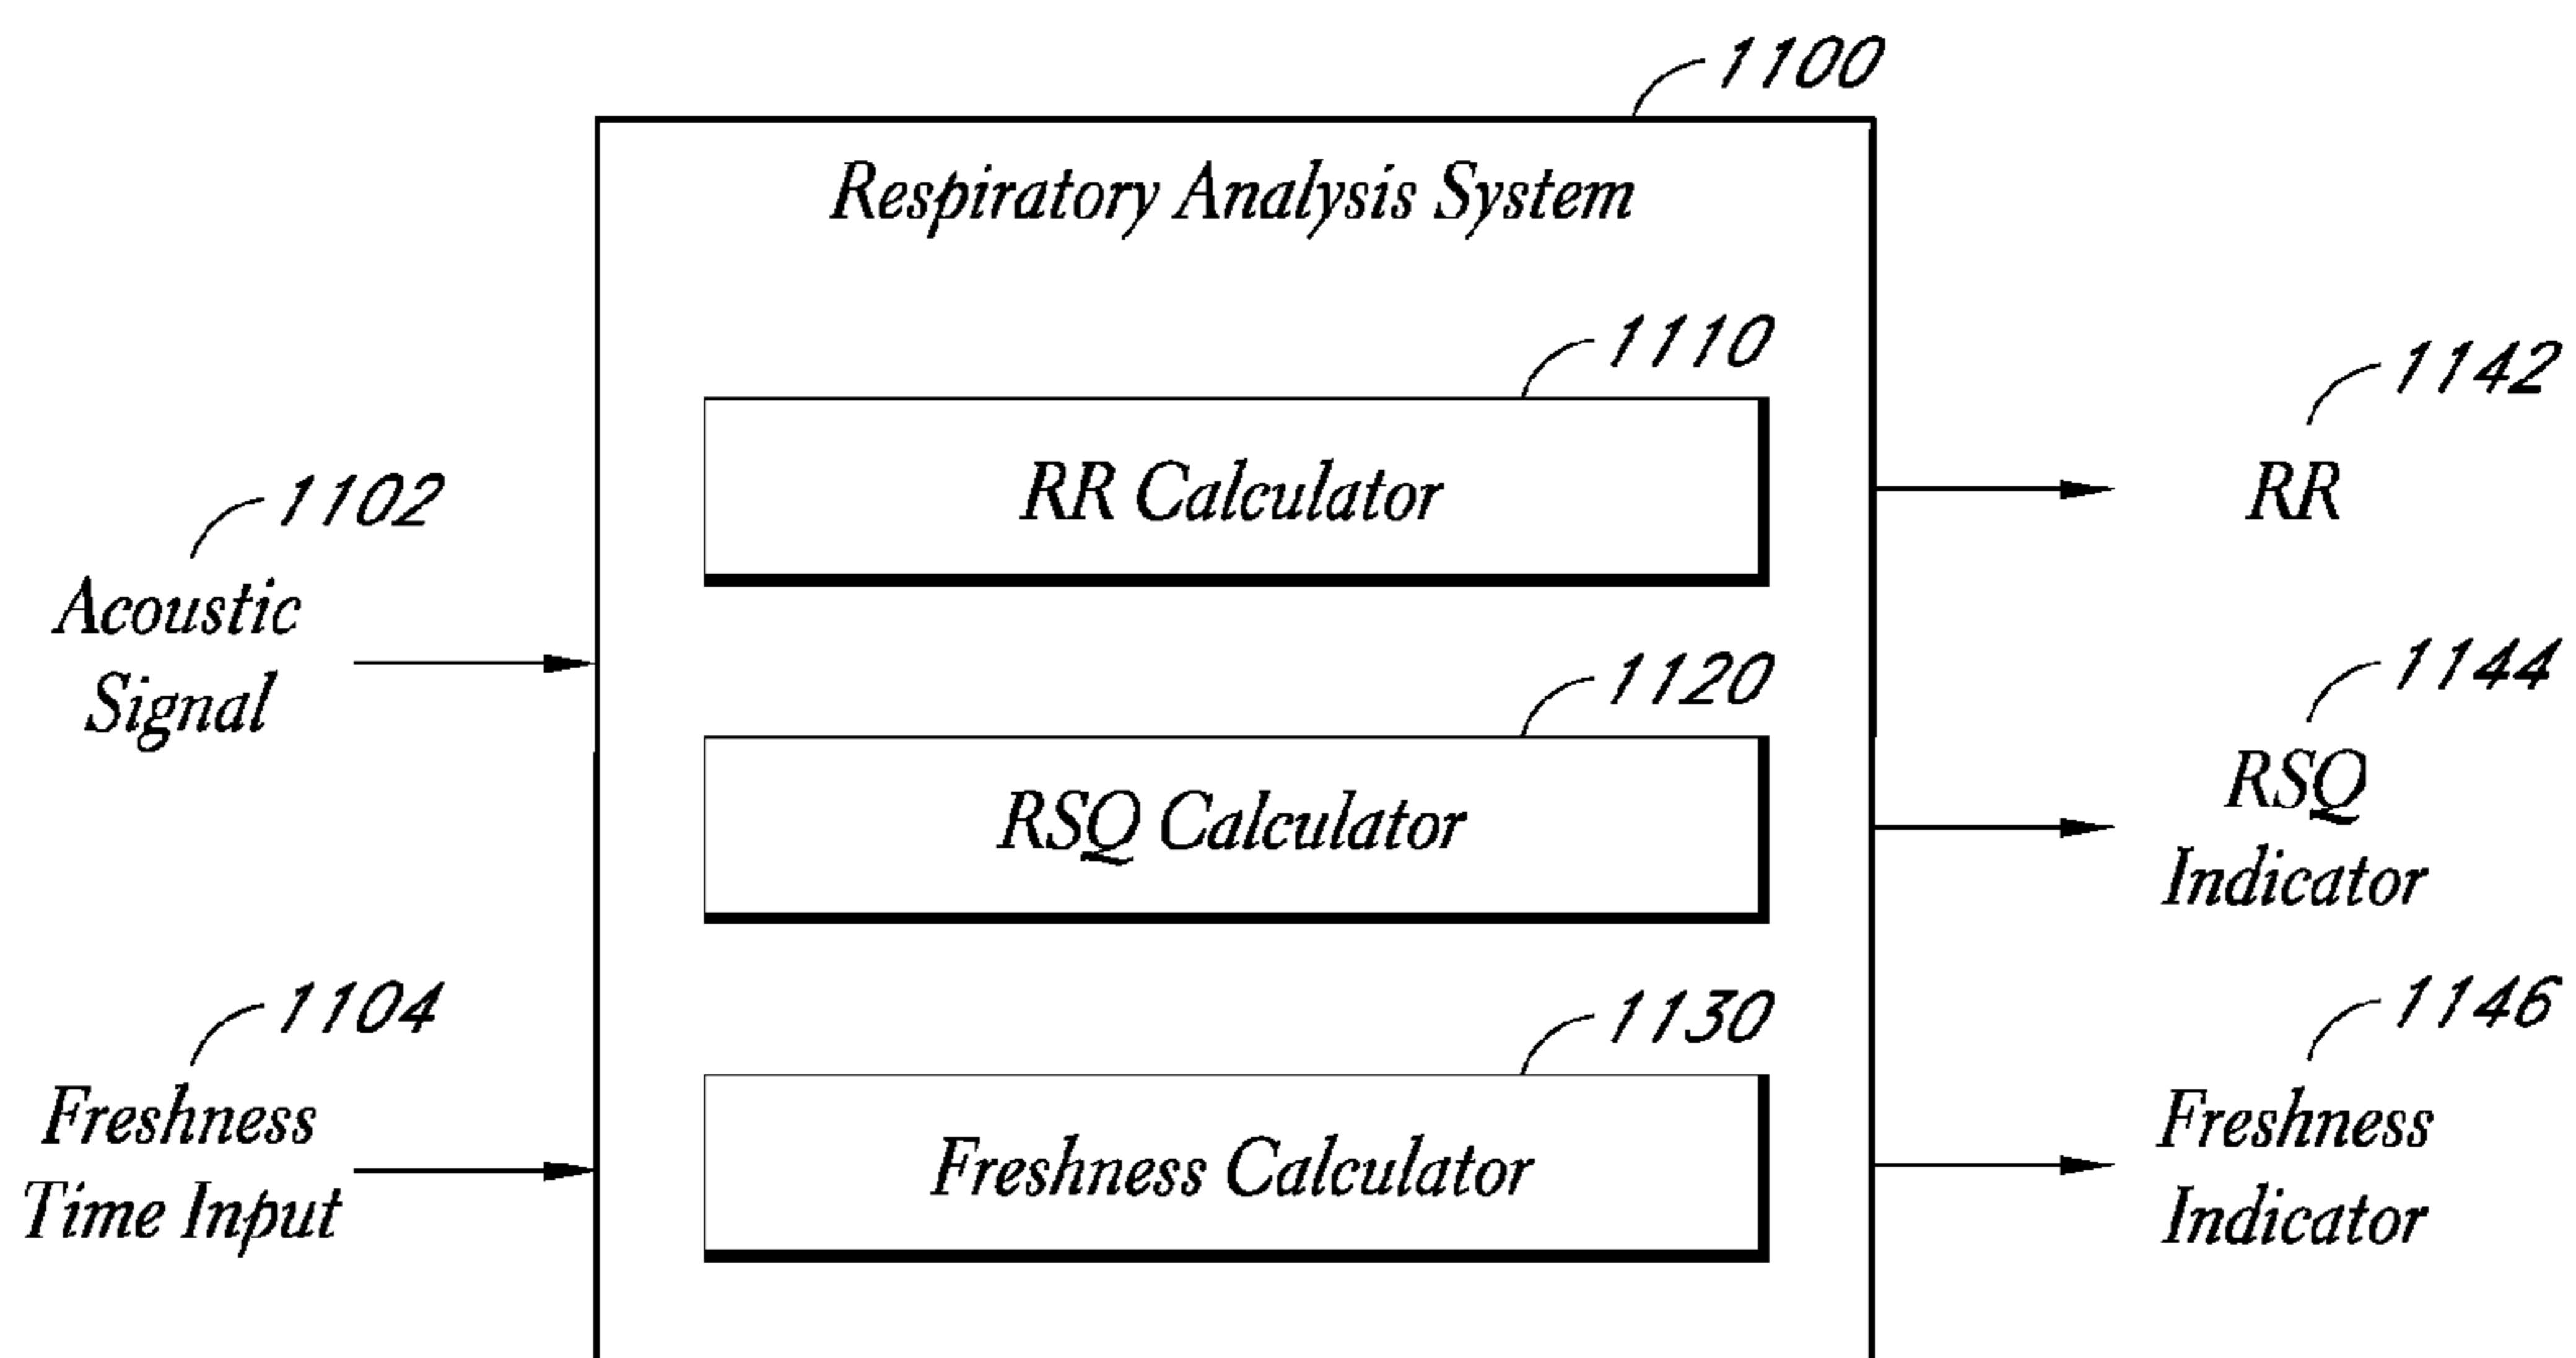 1100
Respiratory Analysis System
1110
RR Calculator
1142
RR
1102
Acoustic
Signal
1120
RSQ Calculator
1144
RSQ
Indicator
1104
Freshness
Time Input
1130
Freshness Calculator
1146
Freshness
Indicator